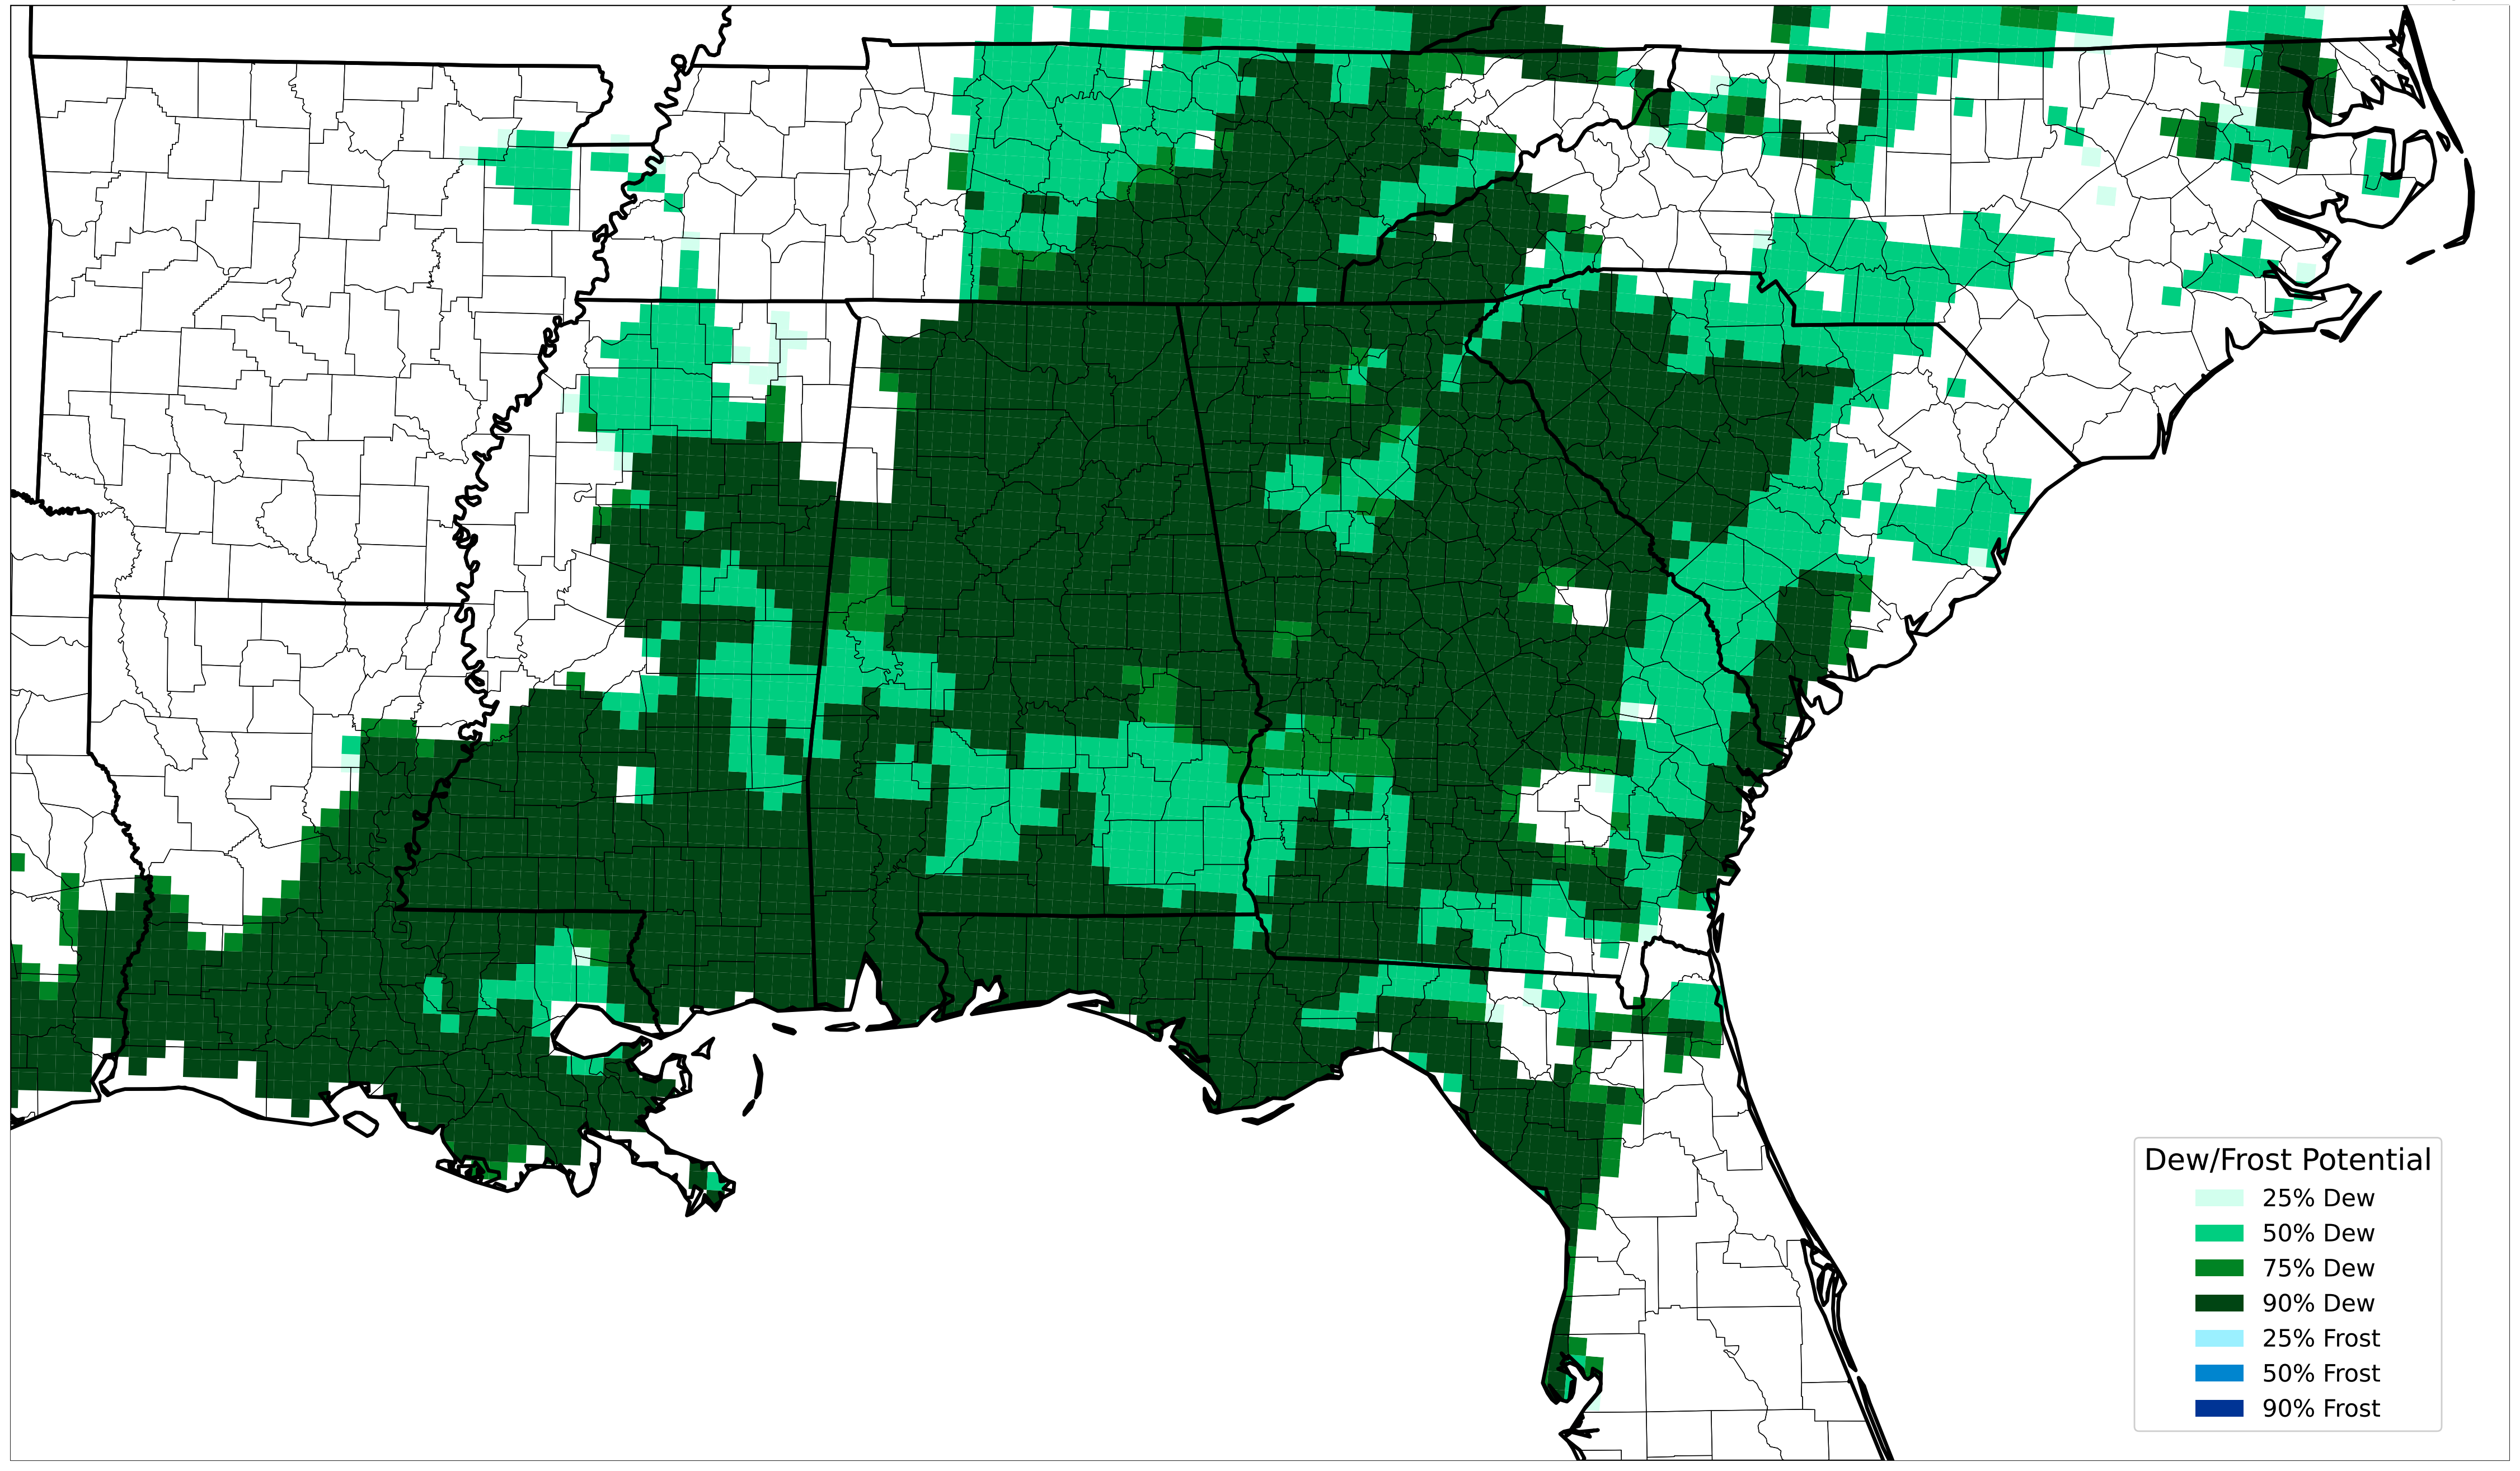 Dew/Frost Potential
25% Dew
50% Dew
75% Dew
90% Dew
25% Frost
50% Frost
90% Frost